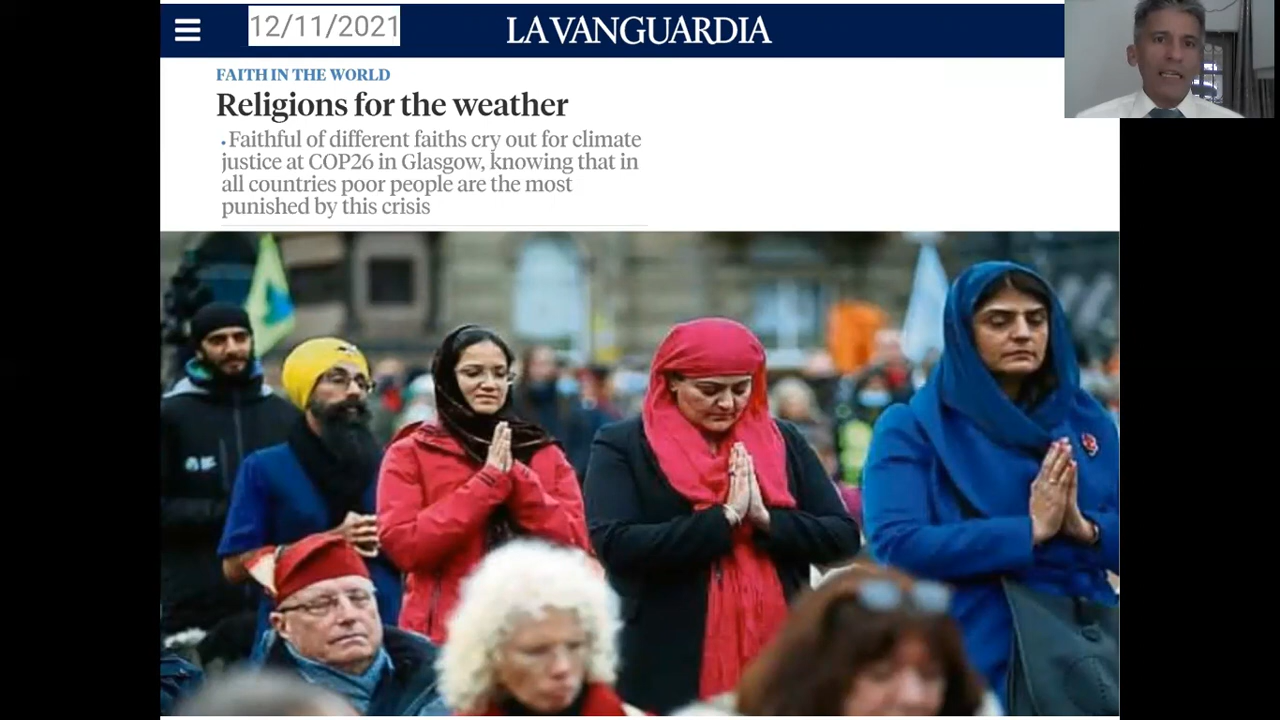 12/11/2021
LA VANGUARDIA
FAITH IN THE WORLD
Religions for the weather
Faithful of different faiths cry out for climate
justice at COP26 in Glasgow, knowing that in
all countries poor people are the most
punished by this crisis